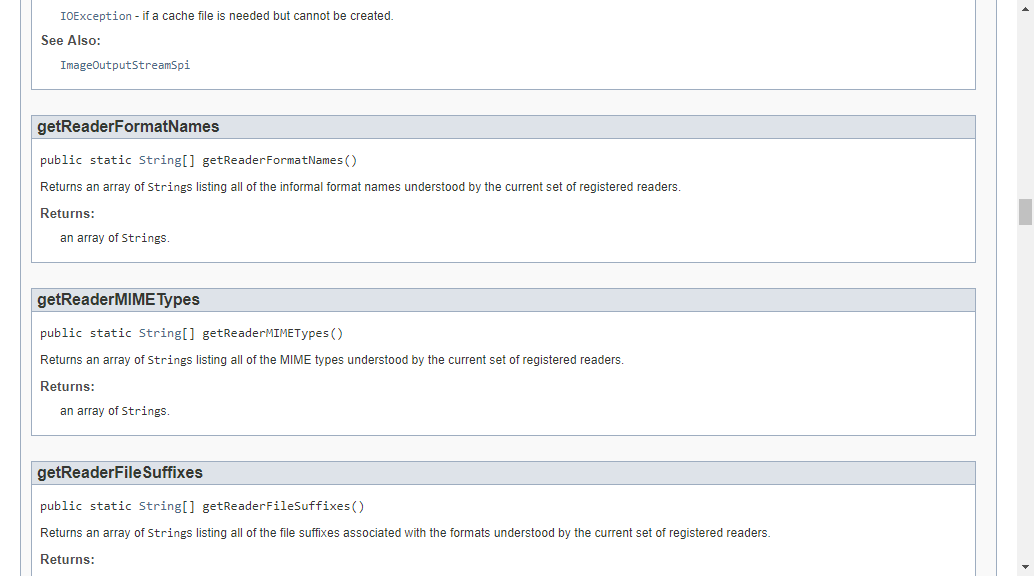 IOException - if a cache file is needed but cannot be created.
See Also:
ImageOutputStreamSpi
getReaderFormatNames
public static String[] getReaderFormatNames()
Returns an array of Strings listing all of the informal format names understood by the current set of registered readers.
Returns:
an array of Strings.
getReaderMIMETypes
public static String[] getReaderMIMETypes()
Returns an array of Strings listing all of the MIME types understood by the current set of registered readers.
Returns:
an array of Strings.
getReaderFileSuffixes
public static String[] getReaderFileSuffixes()
Returns an array of Strings listing all of the file suffixes associated with the formats understood by the current set of registered readers.
Returns: